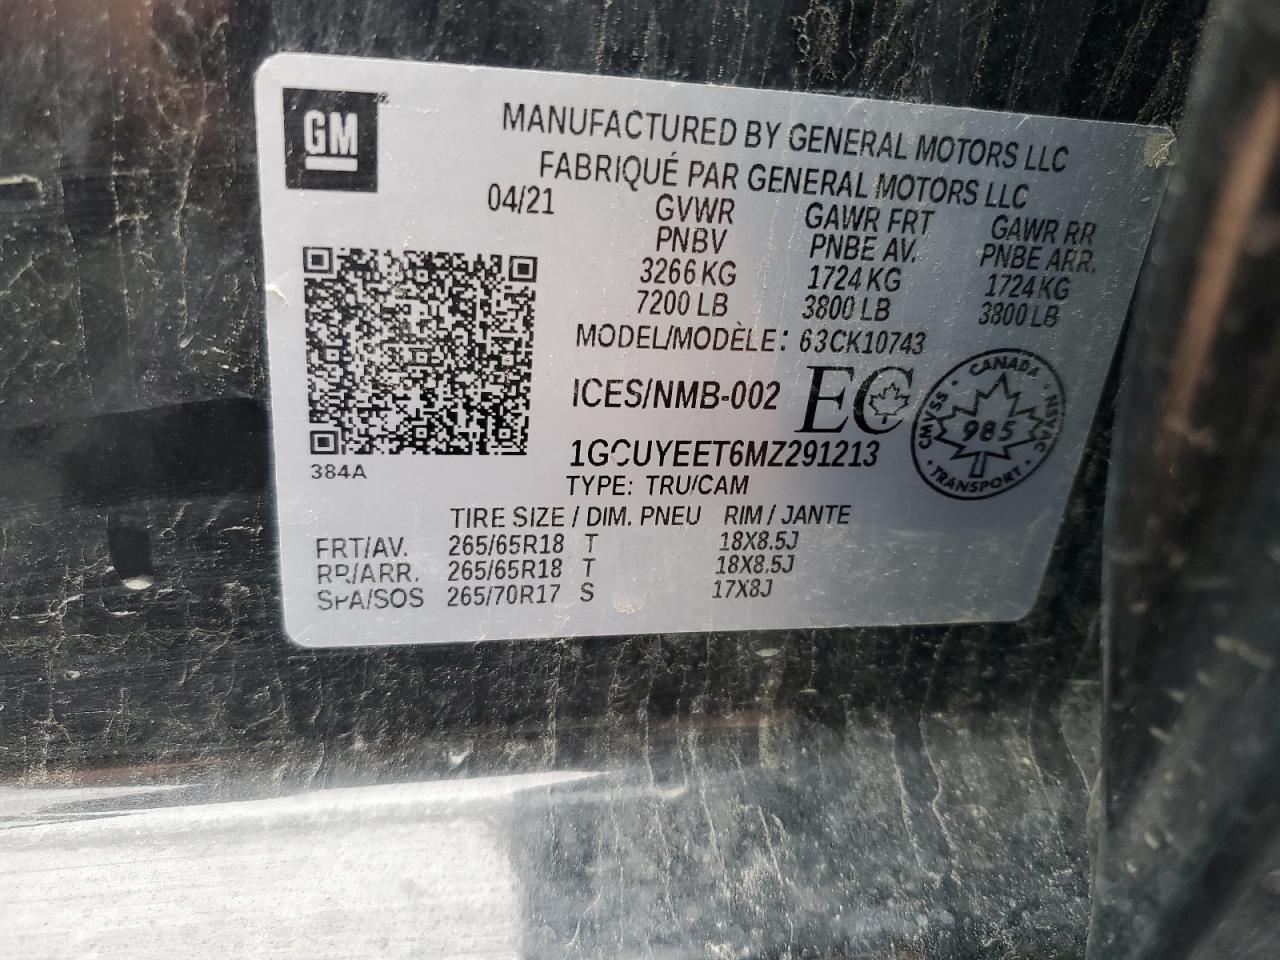 GM
MANUFACTURED BY GENERAL MOTORS LLC
FABRIQUÉ PAR GENERAL MOTORS LLC
04/21
GVWR GAWR FRT GAWR RR
PNBV PNBE AV. PNBE ARR.
3266 KG 1724 KG 1724 KG
7200 LB 3800 LB 3800 LB
MODEL/MODÈLE: 63CK10743
ICES/NMB-002 EC
CANADA
CMVSS NSVAC
985
TRANSPORT
1GCUYEET6MZ291213
384A
TYPE: TRU/CAM
TIRE SIZE / DIM. PNEU RIM / JANTE
FRT/AV. 265/65R18 T 18X8.5J
RR/ARR. 265/65R18 T 18X8.5J
SPA/SOS 265/70R17 S 17X8J